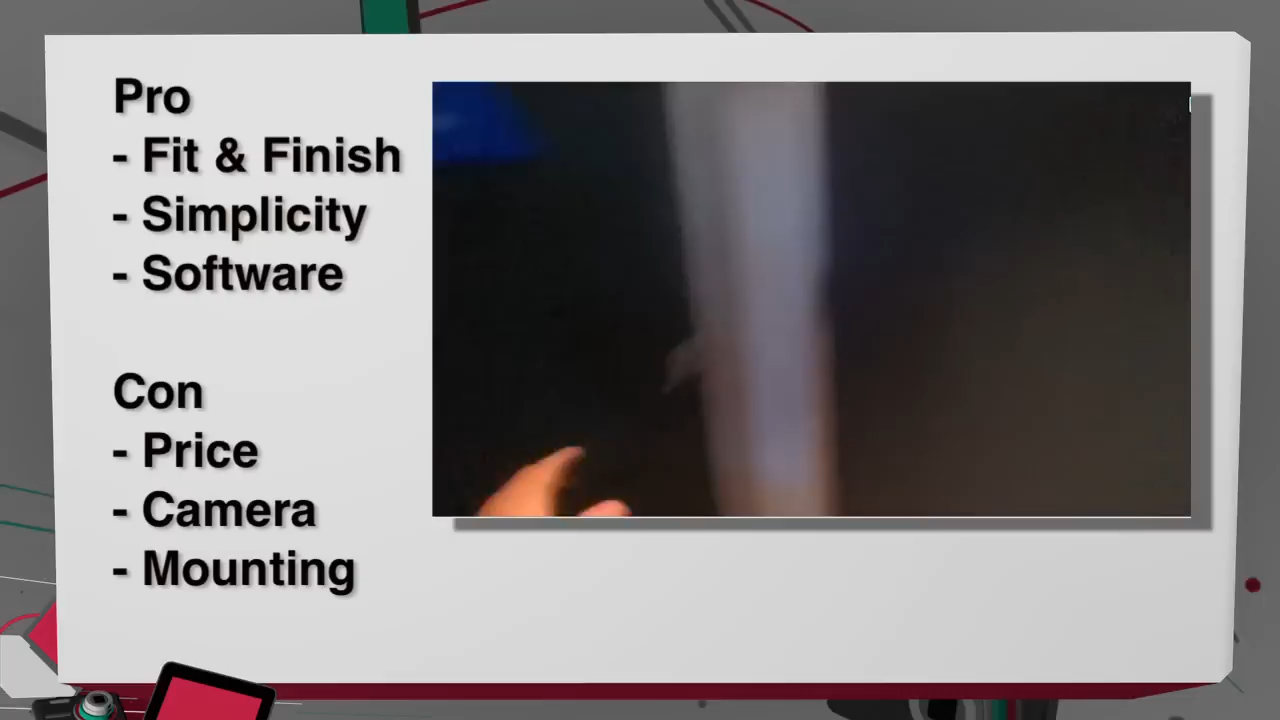 Pro
- Fit & Finish
- Simplicity
- Software
Con
- Price
- Camera
- Mounting